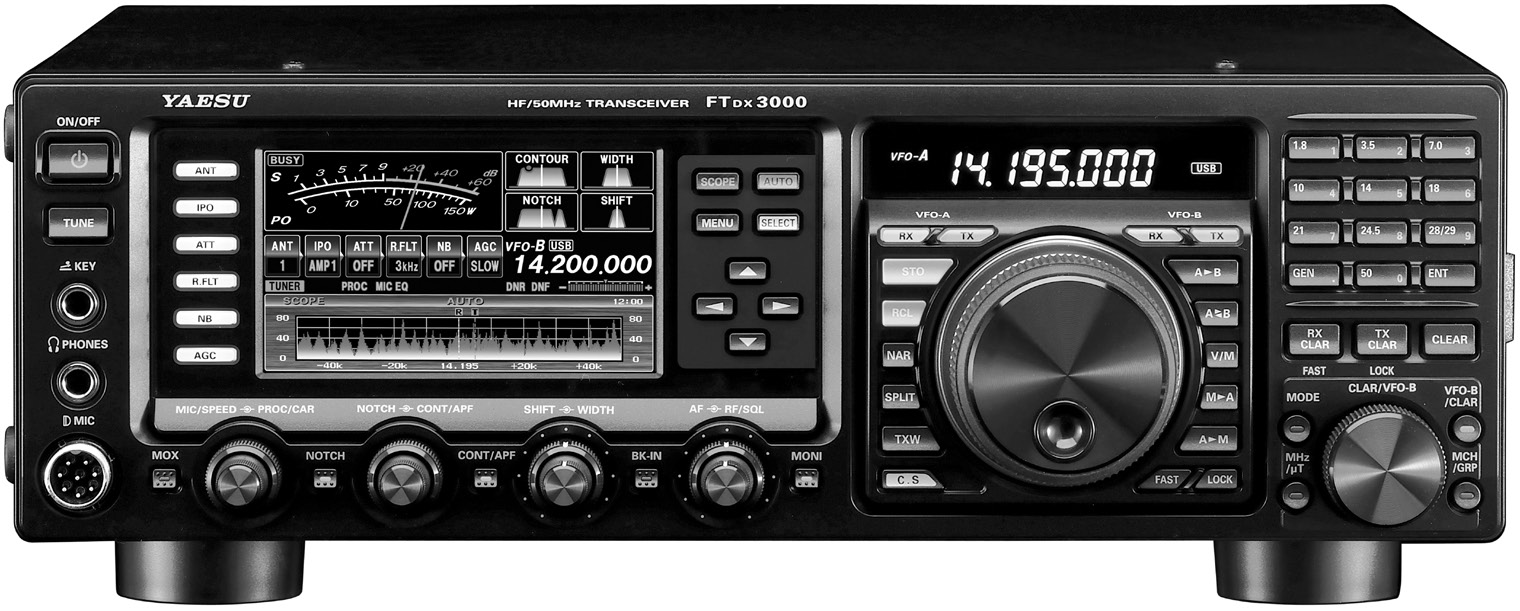 YAESU
HF/50MHz TRANSCEIVER FT DX 3000
ON/OFF
TUNE
KEY
PHONES
MIC
ANT
IPO
ATT
R.FLT
NB
AGC
BUSY
S 1 3 5 7 9 +20 +40 +60 dB
PO 0 10 50 100 150 W
CONTOUR WIDTH
NOTCH SHIFT
ANT IPO ATT R.FLT NB AGC VFO-B USB
1 AMP1 OFF 3kHz OFF SLOW 14,200.000
TUNER PROC MIC EQ DNR DNF - +
SCOPE AUTO 12:00
R T
80 80
40 40
0 0
-40k -20k 14.195 +20k +40k
SCOPE AUTO
MENU SELECT
MIC/SPEED PROC/CAR NOTCH CONT/APF SHIFT WIDTH AF RF/SQL
MOX NOTCH CONT/APF BK-IN MONI
VFO-A 14.195.000 USB
VFO-A VFO-B
RX TX RX TX
STO A►B
RCL A B
NAR V/M
SPLIT M►A
TXW A►M
C.S FAST LOCK
1.8 1 3.5 2 7.0 3
10 4 14 5 18 6
21 7 24.5 8 28/29 9
GEN . 50 0 ENT
RX CLAR TX CLAR CLEAR
FAST LOCK
CLAR/VFO-B
MODE VFO-B /CLAR
MHz /μT MCH /GRP